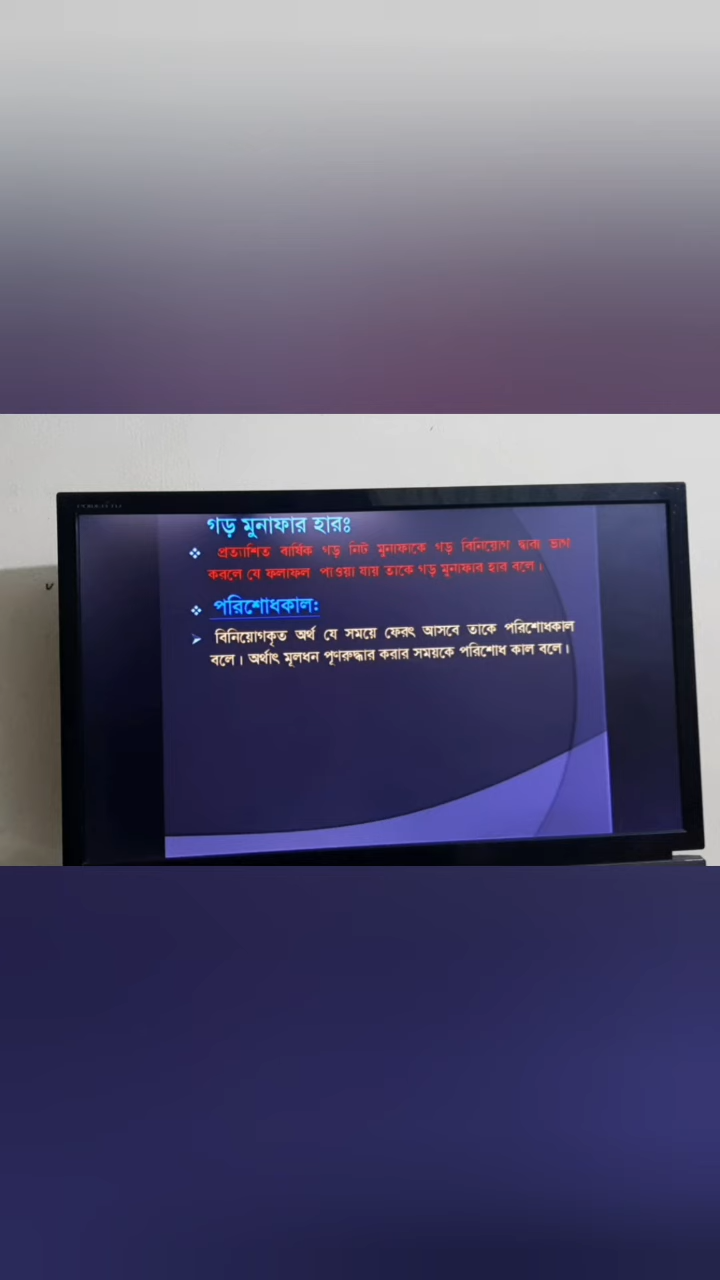 গড় মুনাফার হারঃ
❖ প্রত্যাশিত বার্ষিক গড় নিট মুনাফাকে গড় বিনিয়োগ দ্বারা ভাগ
করলে যে ফলাফল পাওয়া যায় তাকে গড় মুনাফার হার বলে।
❖ পরিশোধকাল:
➢ বিনিয়োগকৃত অর্থ যে সময়ে ফেরৎ আসবে তাকে পরিশোধকাল
বলে। অর্থাৎ মূলধন পূণরুদ্ধার করার সময়কে পরিশোধ কাল বলে।